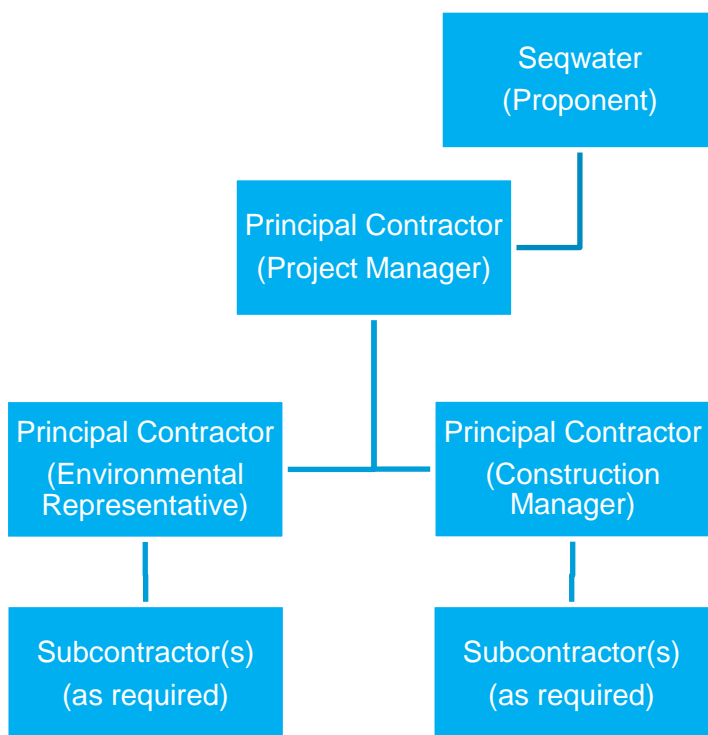 Seqwater
(Proponent)
Principal Contractor
(Project Manager)
Principal Contractor
(Environmental
Representative)
Principal Contractor
(Construction
Manager)
Subcontractor(s)
(as required)
Subcontractor(s)
(as required)